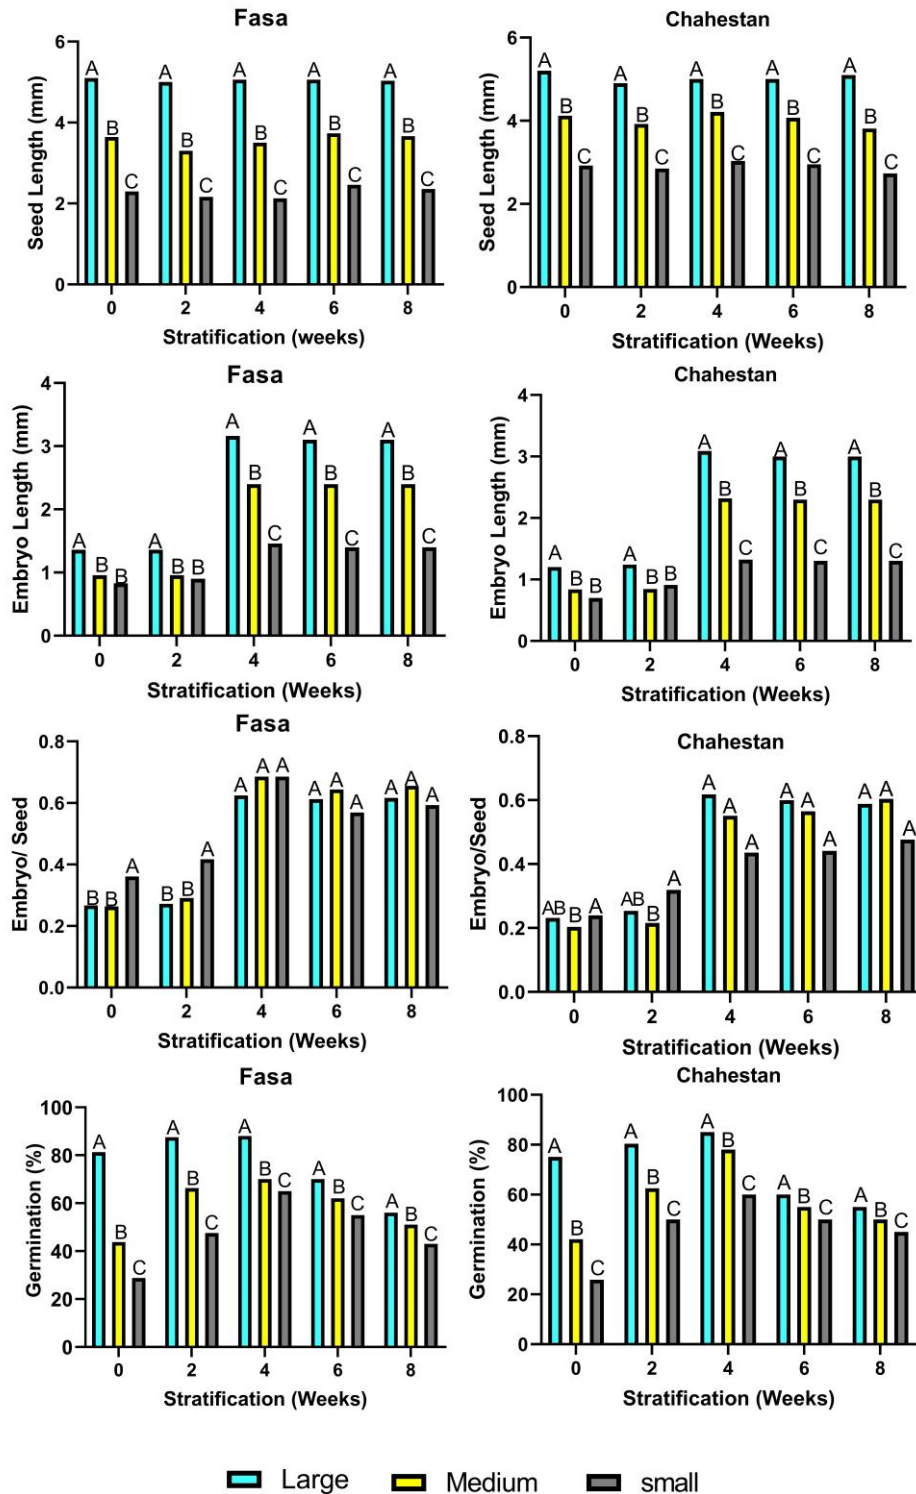 Fasa
Seed Length (mm)
6
4
2
0
A B C A B C A B C A B C A B C
0 2 4 6 8
Stratification (weeks)
Chahestan
Seed Length (mm)
6
4
2
0
A B C A B C A B C A B C A B C
0 2 4 6 8
Stratification (Weeks)
Fasa
Embryo Length (mm)
4
3
2
1
0
A B B A B B A B C A B C A B C
0 2 4 6 8
Stratification (Weeks)
Chahestan
Embryo Length (mm)
4
3
2
1
0
A B B A B B A B C A B C A B C
0 2 4 6 8
Stratification (Weeks)
Fasa
Embryo/ Seed
0.8
0.6
0.4
0.2
0.0
B B A B B A A A A A A A A A A
0 2 4 6 8
Stratification (Weeks)
Chahestan
Embryo/Seed
0.8
0.6
0.4
0.2
0.0
AB B A AB B A A A A A A A A A A
0 2 4 6 8
Stratification (Weeks)
Fasa
Germination (%)
100
80
60
40
20
0
A B C A B C A B C A B C A B C
0 2 4 6 8
Stratification (Weeks)
Chahestan
Germination (%)
100
80
60
40
20
0
A B C A B C A B C A B C A B C
0 2 4 6 8
Stratification (Weeks)
Large Medium small